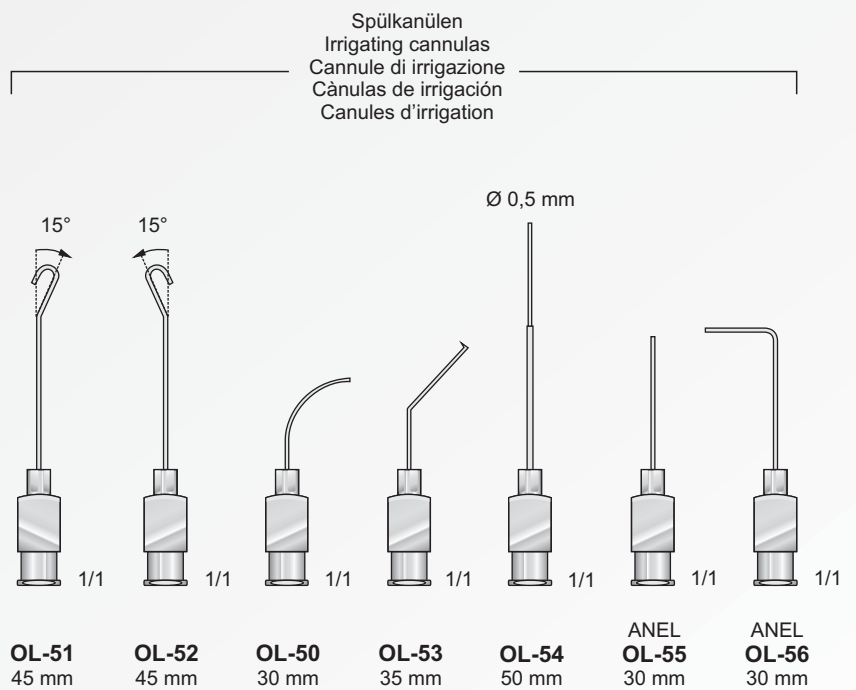 Spülkanülen
Irrigating cannulas
Cannule di irrigazione
Cànulas de irrigación
Canules d'irrigation
Ø 0,5 mm
15° 15°
1/1 1/1 1/1 1/1 1/1 1/1 1/1
ANEL ANEL
OL-51 OL-52 OL-50 OL-53 OL-54 OL-55 OL-56
45 mm 45 mm 30 mm 35 mm 50 mm 30 mm 30 mm